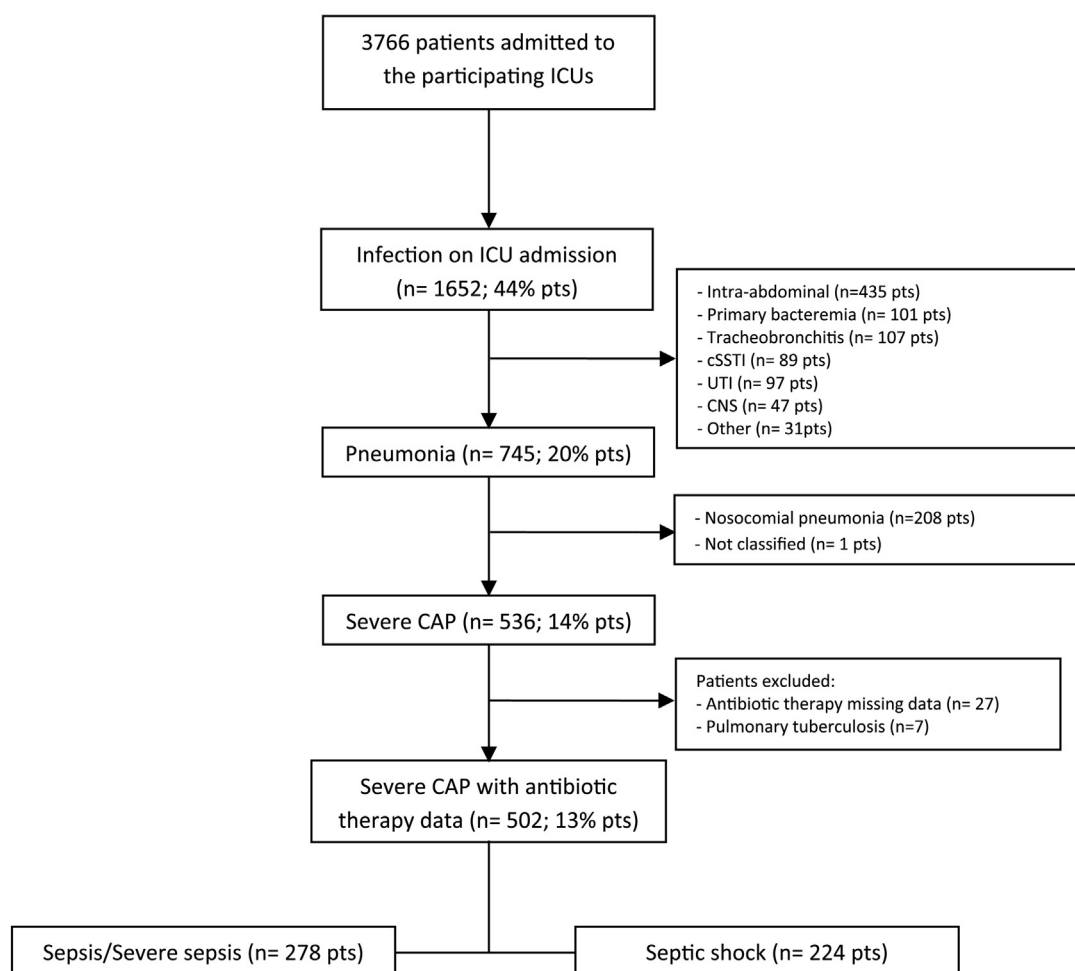 3766 patients admitted to
the participating ICUs
Infection on ICU admission
(n= 1652; 44% pts)
- Intra-abdominal (n=435 pts)
- Primary bacteremia (n= 101 pts)
- Tracheobronchitis (n= 107 pts)
- cSSTI (n= 89 pts)
- UTI (n= 97 pts)
- CNS (n= 47 pts)
- Other (n= 31pts)
Pneumonia (n= 745; 20% pts)
- Nosocomial pneumonia (n=208 pts)
- Not classified (n= 1 pts)
Severe CAP (n= 536; 14% pts)
Patients excluded:
- Antibiotic therapy missing data (n= 27)
- Pulmonary tuberculosis (n=7)
Severe CAP with antibiotic
therapy data (n= 502; 13% pts)
Sepsis/Severe sepsis (n= 278 pts)
Septic shock (n= 224 pts)